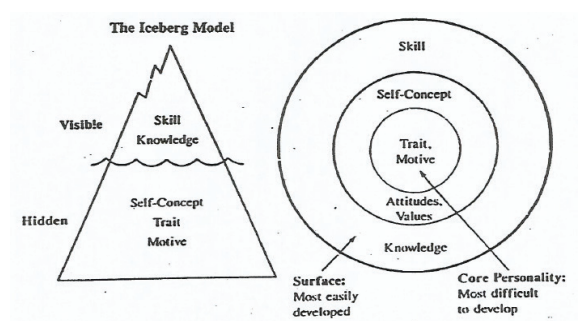 The Iceberg Model
Visible
Skill
Knowledge
Hidden
Self-Concept
Trait
Motive
Skill
Self-Concept
Trait,
Motive
Attitudes,
Values
Knowledge
Surface:
Most easily
developed
Core Personality:
Most difficult
to develop